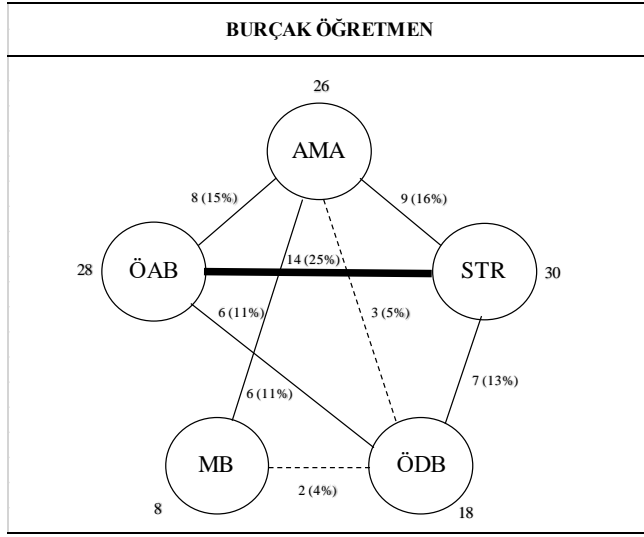 BURÇAK ÖĞRETMEN
26
AMA
8 (15%)
9 (16%)
28
ÖAB
14 (25%)
STR
30
6 (11%)
3 (5%)
7 (13%)
6 (11%)
MB
ÖDB
2 (4%)
8
18